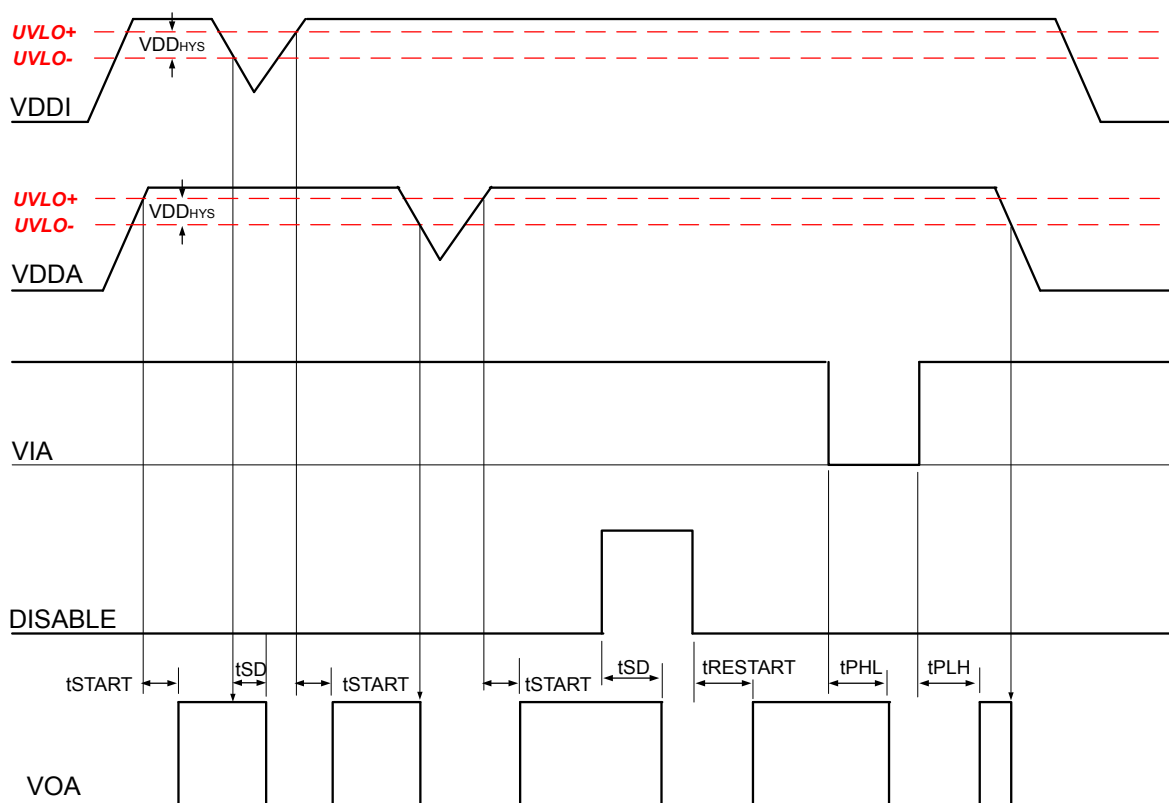 UVLO+
VDDHYS
UVLO-
VDDI
UVLO+
VDDHYS
UVLO-
VDDA
VIA
DISABLE
tSTART
tSD
tSTART
tSTART
tSD
tRESTART
tPHL
tPLH
VOA